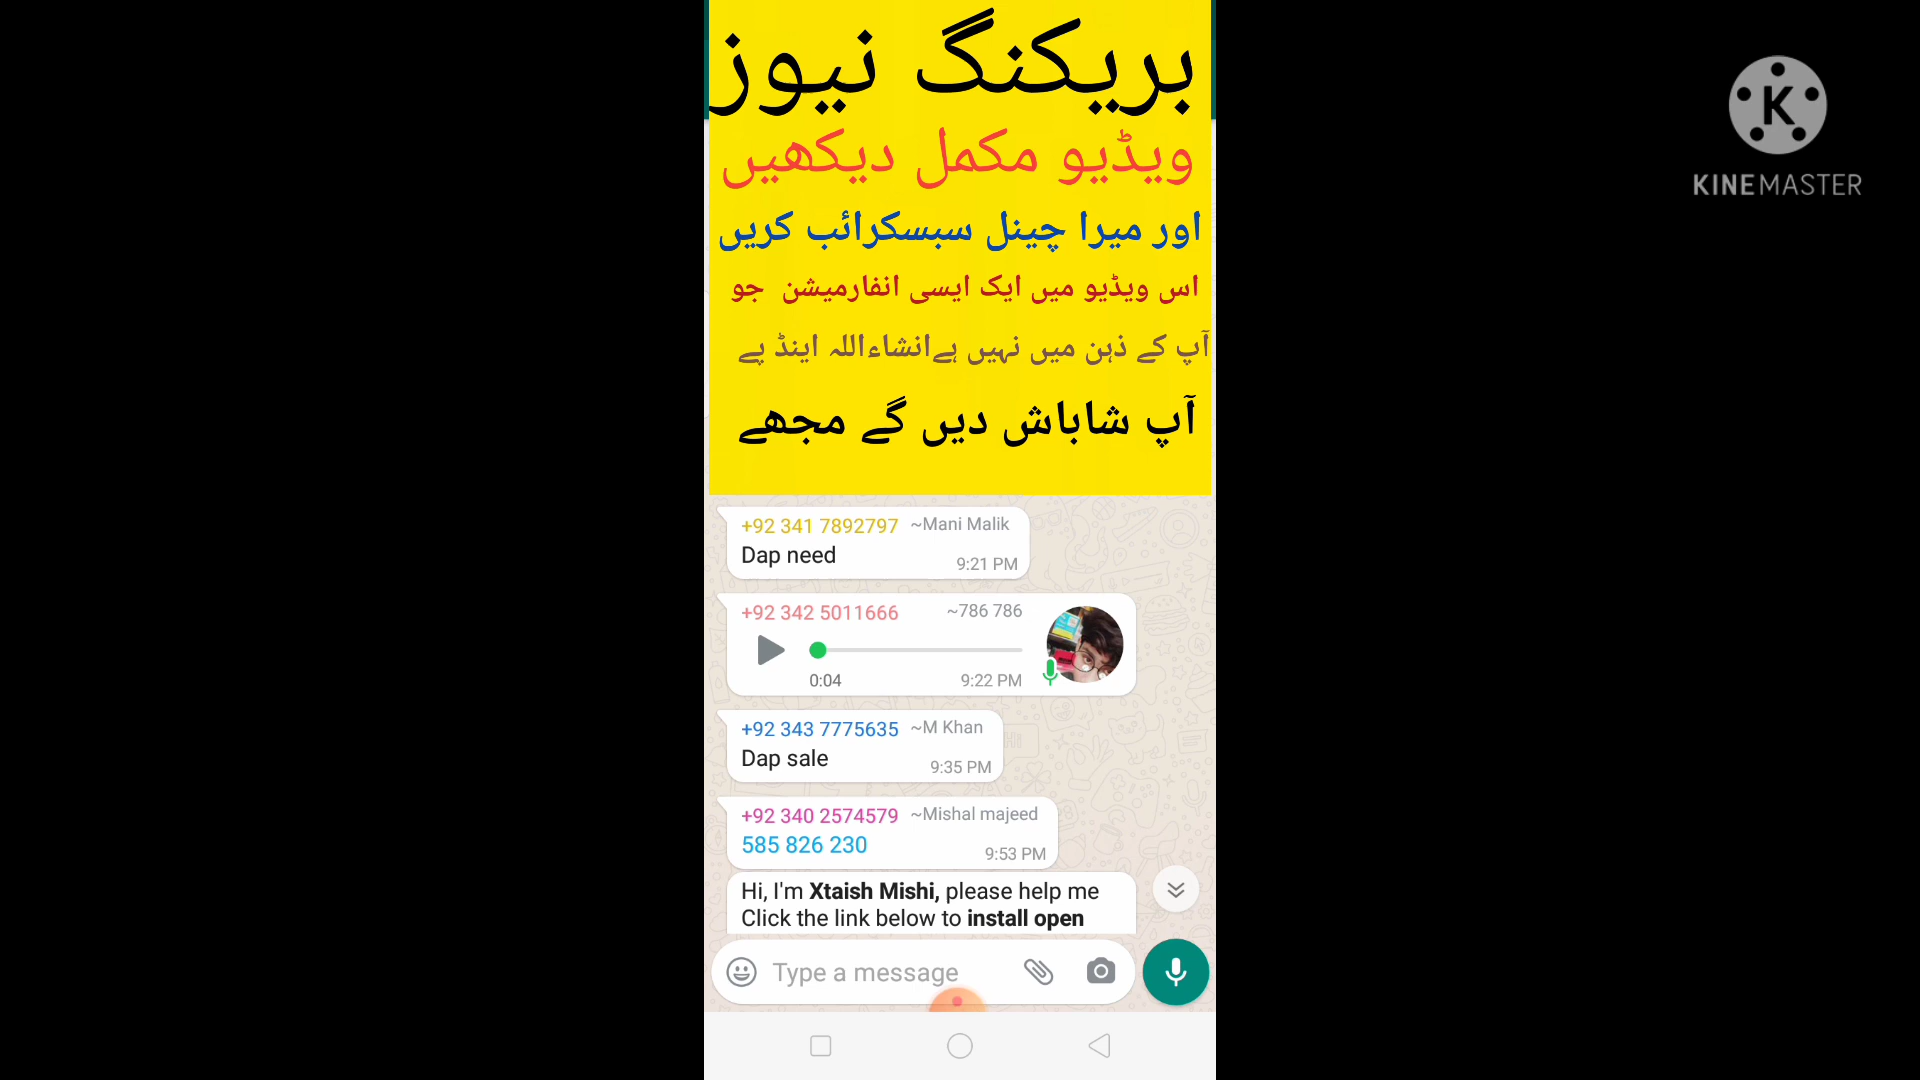 بریکنگ نیوز
ویڈیو مکمل دیکھیں
اور میرا چینل سبسکرائب کریں
اس ویڈیو میں ایک ایسی انفارمیشن جو
آپ کے ذہن میں نہیں ہےانشاءاللہ اینڈ پے
آپ شاباش دیں گے مجھے
K
KINEMASTER
+92 341 7892797 ~Mani Malik
Dap need
9:21 PM
+92 342 5011666 ~786 786
0:04 9:22 PM
+92 343 7775635 ~M Khan
Dap sale
9:35 PM
+92 340 2574579 ~Mishal majeed
585 826 230
9:53 PM
Hi, I'm Xtaish Mishi, please help me
Click the link below to install open
Type a message